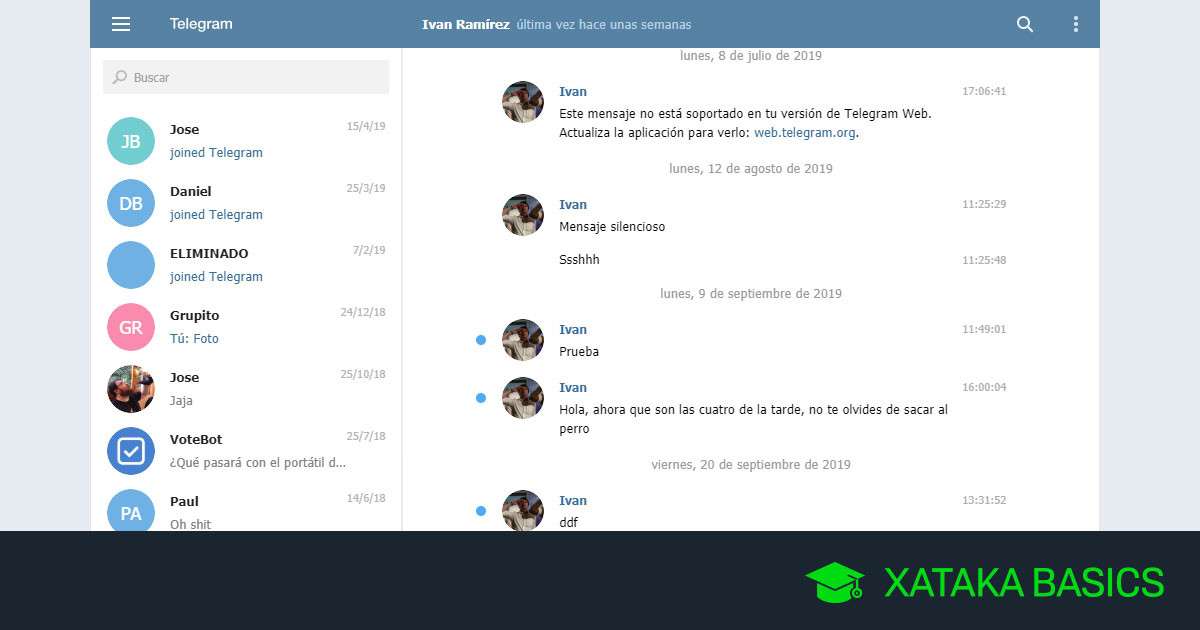 Telegram
Ivan Ramírez última vez hace unas semanas
Buscar
JB
Jose
15/4/19
joined Telegram
DB
Daniel
25/3/19
joined Telegram
ELIMINADO
7/2/19
joined Telegram
GR
Grupito
24/12/18
Tú: Foto
Jose
25/10/18
Jaja
VoteBot
25/7/18
¿Qué pasará con el portátil d...
PA
Paul
14/6/18
Oh shit
lunes, 8 de julio de 2019
Ivan
17:06:41
Este mensaje no está soportado en tu versión de Telegram Web.
Actualiza la aplicación para verlo: web.telegram.org.
lunes, 12 de agosto de 2019
Ivan
11:25:29
Mensaje silencioso
Ssshhh
11:25:48
lunes, 9 de septiembre de 2019
Ivan
11:49:01
Prueba
Ivan
16:00:04
Hola, ahora que son las cuatro de la tarde, no te olvides de sacar al
perro
viernes, 20 de septiembre de 2019
Ivan
13:31:52
ddf
XATAKA BASICS